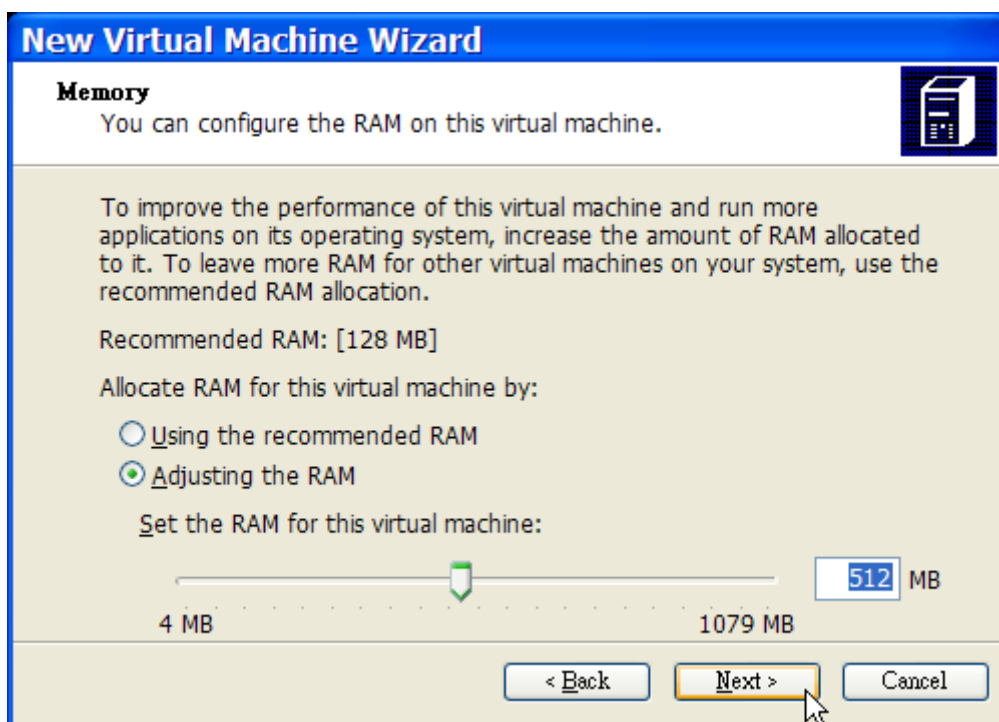 New Virtual Machine Wizard
Memory
You can configure the RAM on this virtual machine.
To improve the performance of this virtual machine and run more
applications on its operating system, increase the amount of RAM allocated
to it. To leave more RAM for other virtual machines on your system, use the
recommended RAM allocation.
Recommended RAM: [128 MB]
Allocate RAM for this virtual machine by:
Using the recommended RAM
Adjusting the RAM
Set the RAM for this virtual machine:
512 MB
4 MB 1079 MB
< Back Next > Cancel